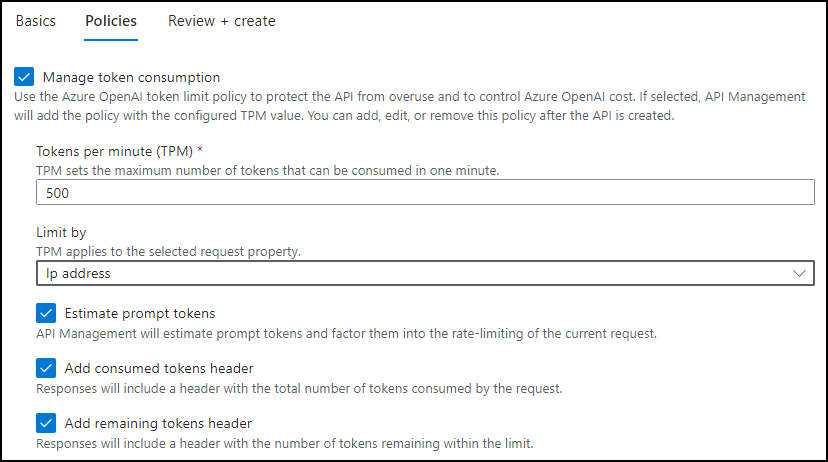 Basics Policies Review + create
Manage token consumption
Use the Azure OpenAI token limit policy to protect the API from overuse and to control Azure OpenAI cost. If selected, API Management
will add the policy with the configured TPM value. You can add, edit, or remove this policy after the API is created.
Tokens per minute (TPM) *
TPM sets the maximum number of tokens that can be consumed in one minute.
500
Limit by
TPM applies to the selected request property.
Ip address
Estimate prompt tokens
API Management will estimate prompt tokens and factor them into the rate-limiting of the current request.
Add consumed tokens header
Responses will include a header with the total number of tokens consumed by the request.
Add remaining tokens header
Responses will include a header with the number of tokens remaining within the limit.